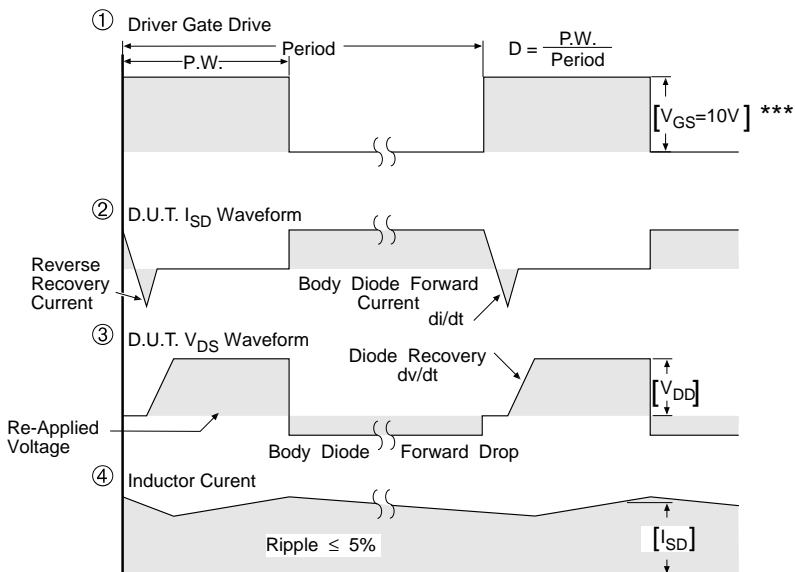 ① Driver Gate Drive
Period
P.W.
D = P.W.
Period
[VGS=10V] ***
② D.U.T. ISD Waveform
Reverse
Recovery
Current
Body Diode Forward
Current
di/dt
③ D.U.T. VDS Waveform
Diode Recovery
dv/dt
[VDD]
Re-Applied
Voltage
Body Diode Forward Drop
④ Inductor Curent
Ripple ≤ 5%
[ISD]